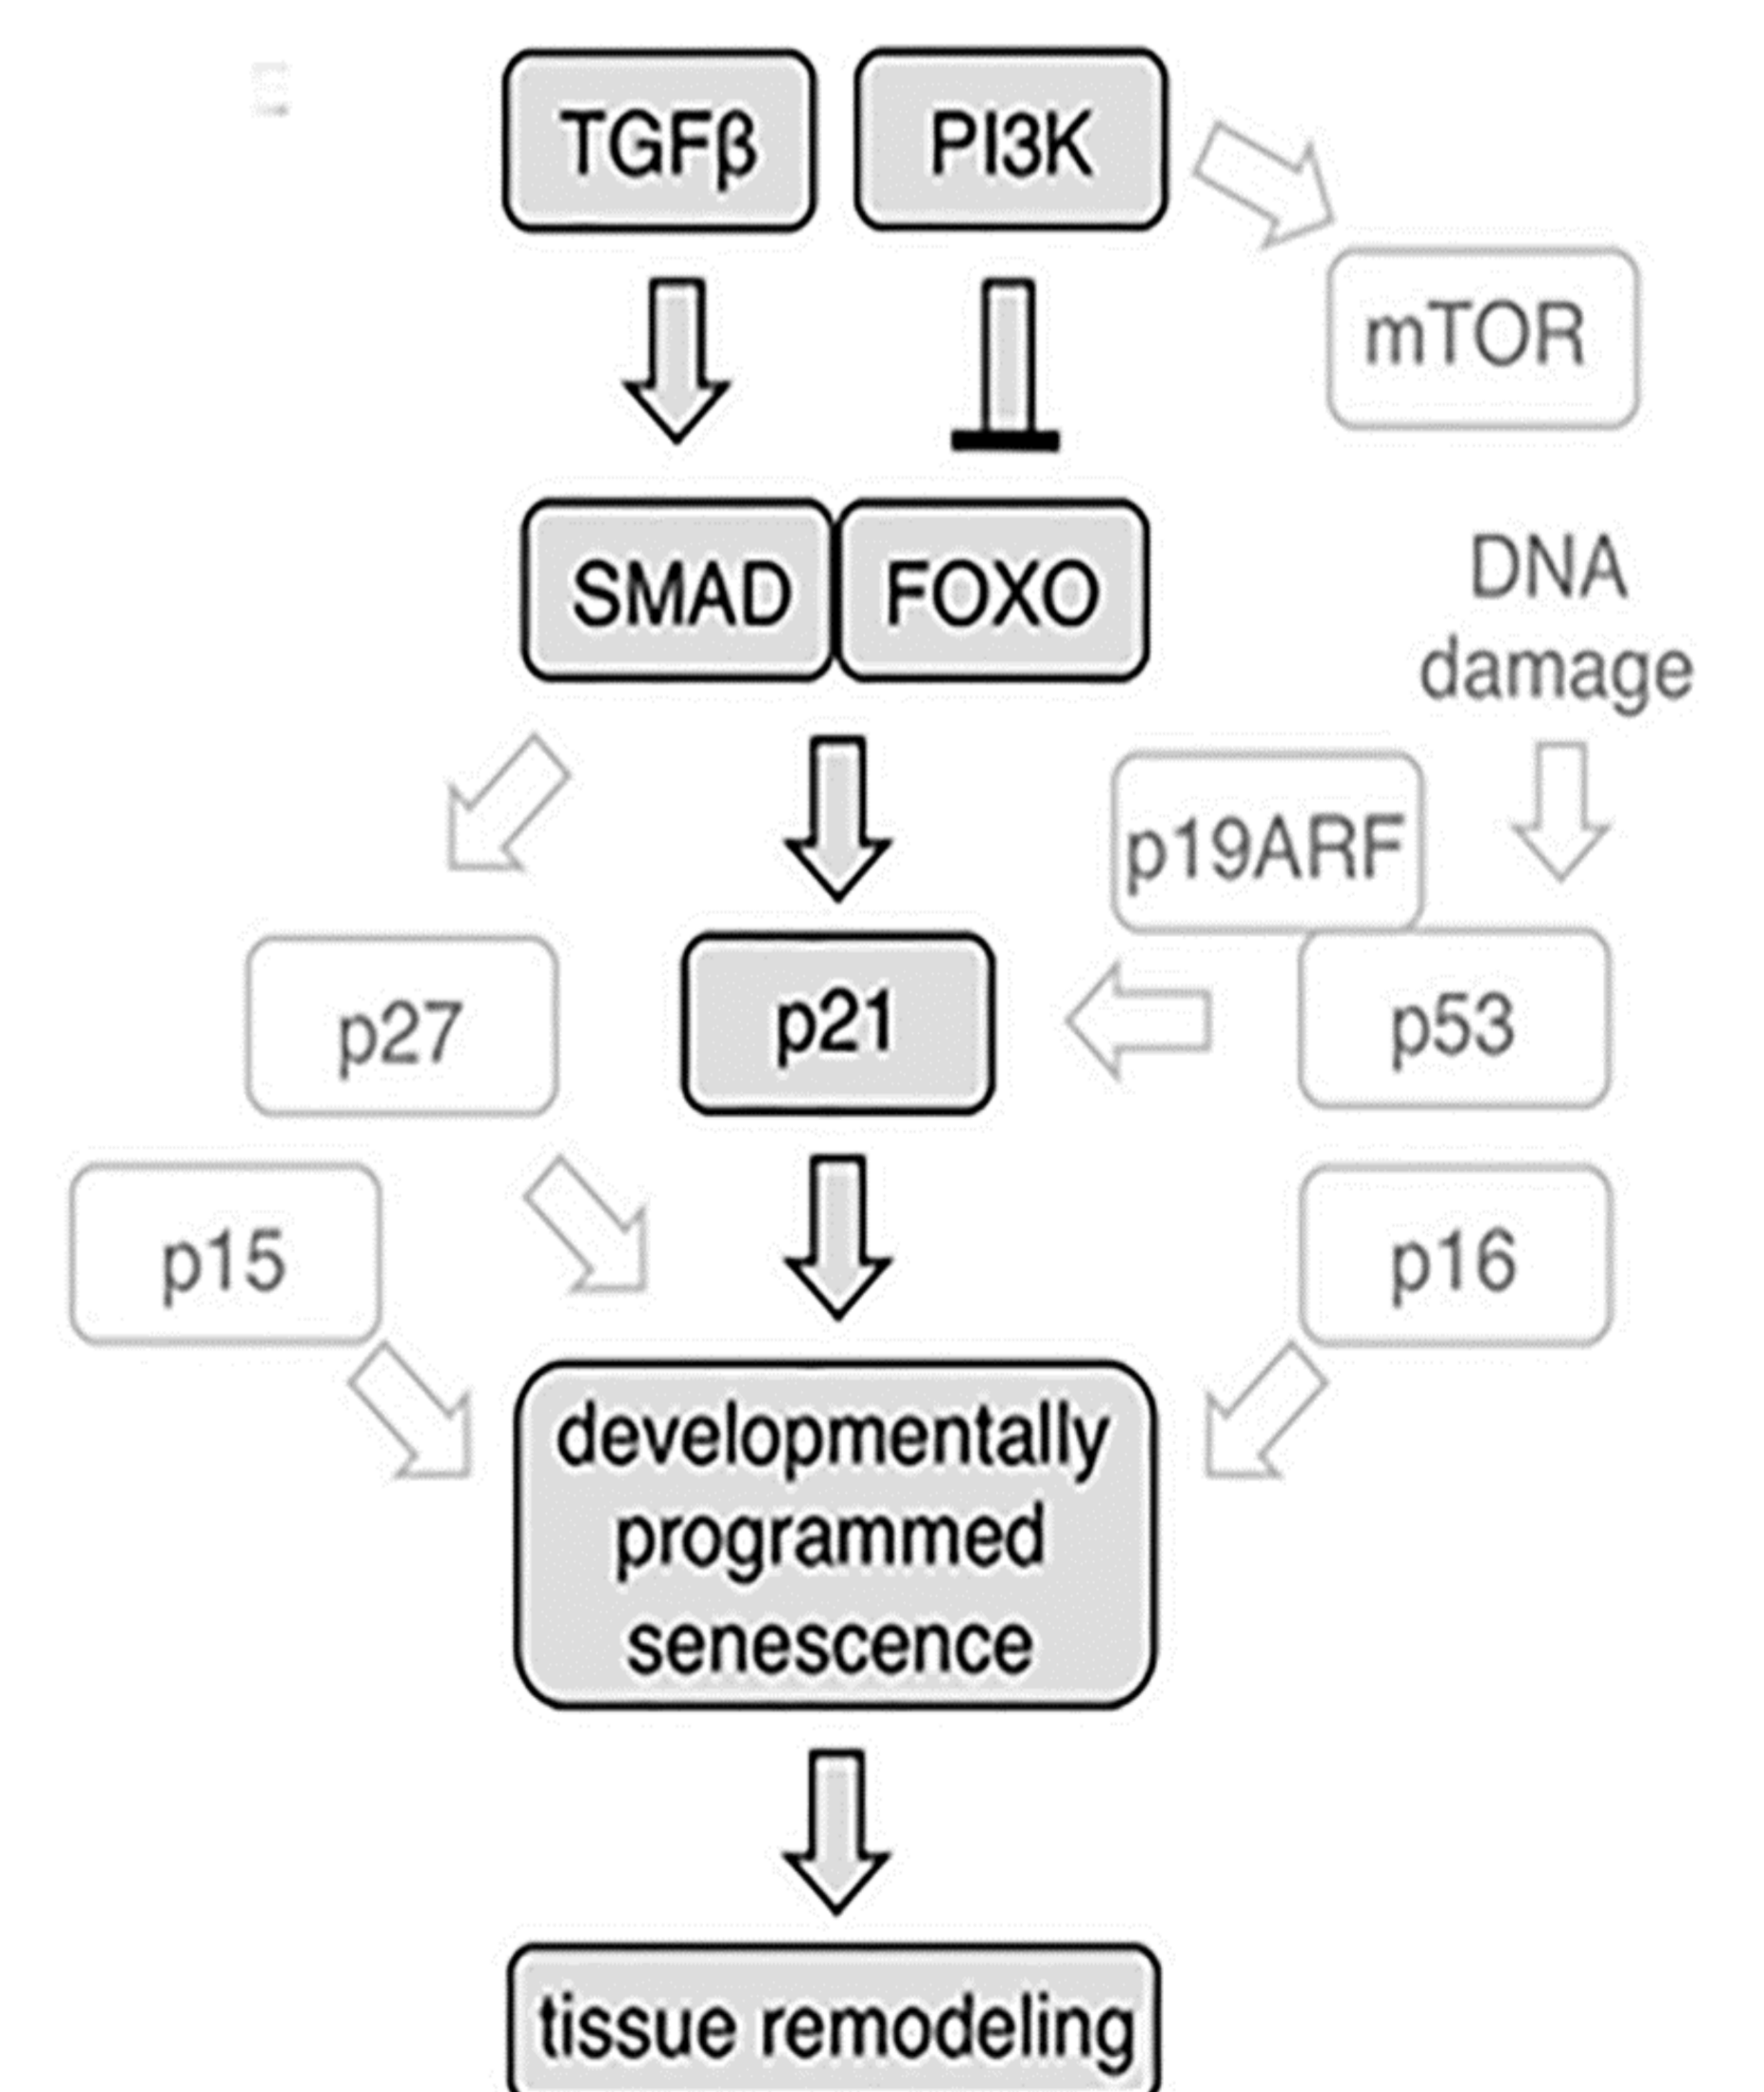 TGFβ
PI3K
mTOR
SMAD
FOXO
DNA
damage
p19ARF
p27
p21
p53
p15
p16
developmentally
programmed
senescence
tissue remodeling